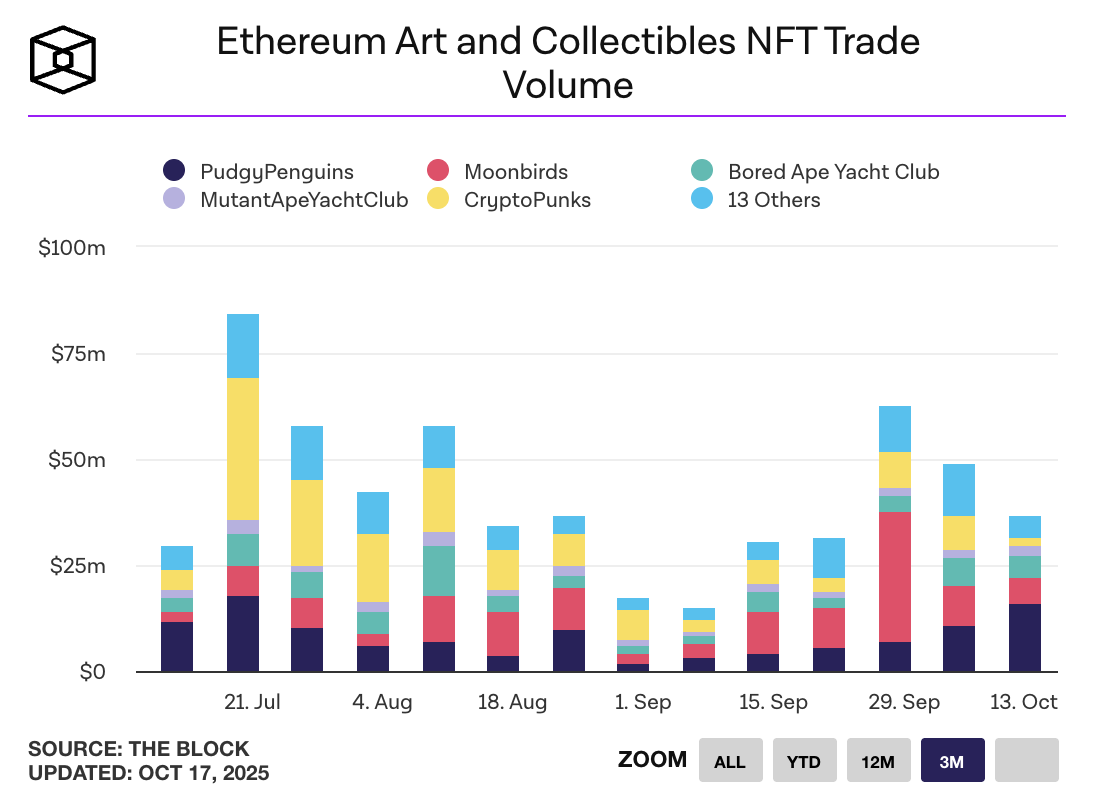 Ethereum Art and Collectibles NFT Trade
Volume
PudgyPenguins
Moonbirds
Bored Ape Yacht Club
MutantApeYachtClub
CryptoPunks
13 Others
$100m
$75m
$50m
$25m
$0
21. Jul
4. Aug
18. Aug
1. Sep
15. Sep
29. Sep
13. Oct
SOURCE: THE BLOCK
UPDATED: OCT 17, 2025
ZOOM
ALL
YTD
12M
3M